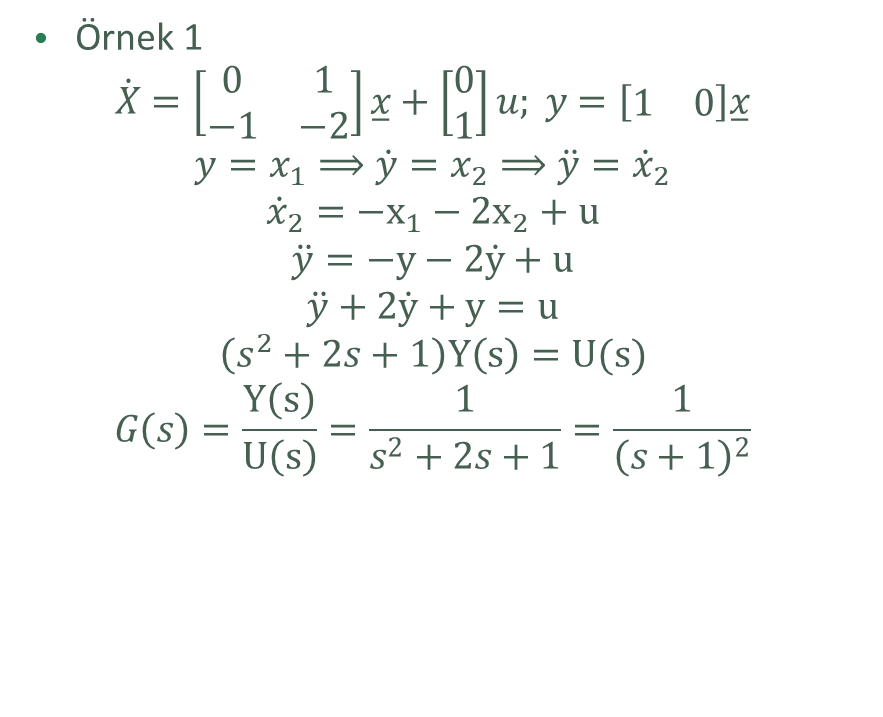 • Örnek 1
Ẋ = [0 1; −1 −2] x̲ + [0; 1] u; y = [1 0]x̲
y = x₁ ⟹ ẏ = x₂ ⟹ ÿ = ẋ₂
ẋ₂ = −x₁ − 2x₂ + u
ÿ = −y − 2ẏ + u
ÿ + 2ẏ + y = u
(s² + 2s + 1)Y(s) = U(s)
G(s) = Y(s)/U(s) = 1/(s² + 2s + 1) = 1/(s + 1)²